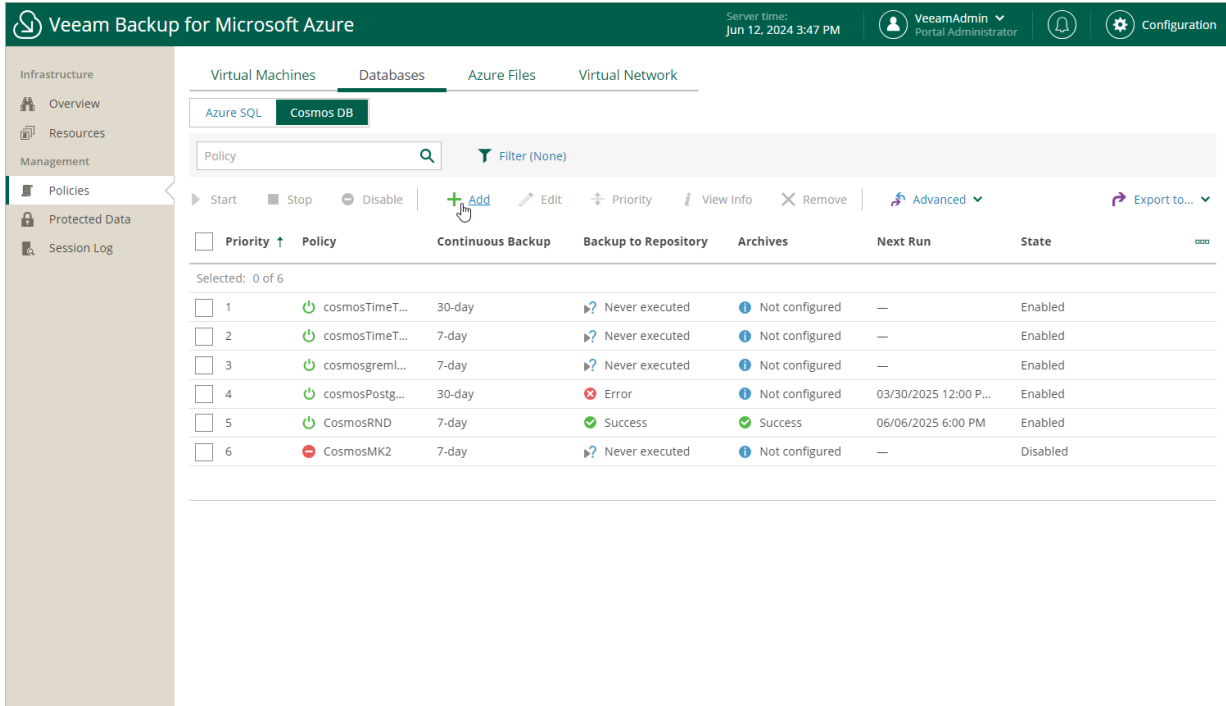 Veeam Backup for Microsoft Azure
Server time:
Jun 12, 2024 3:47 PM
VeeamAdmin
Portal Administrator
Configuration
Infrastructure
Overview
Resources
Management
Policies
Protected Data
Session Log
Virtual Machines Databases Azure Files Virtual Network
Azure SQL Cosmos DB
Policy Filter (None)
Start Stop Disable Add Edit Priority View Info Remove Advanced Export to...
Priority Policy Continuous Backup Backup to Repository Archives Next Run State
Selected: 0 of 6
1 cosmosTimeT... 30-day Never executed Not configured — Enabled
2 cosmosTimeT... 7-day Never executed Not configured — Enabled
3 cosmosgreml... 7-day Never executed Not configured — Enabled
4 cosmosPostg... 30-day Error Not configured 03/30/2025 12:00 P... Enabled
5 CosmosRND 7-day Success Success 06/06/2025 6:00 PM Enabled
6 CosmosMK2 7-day Never executed Not configured — Disabled